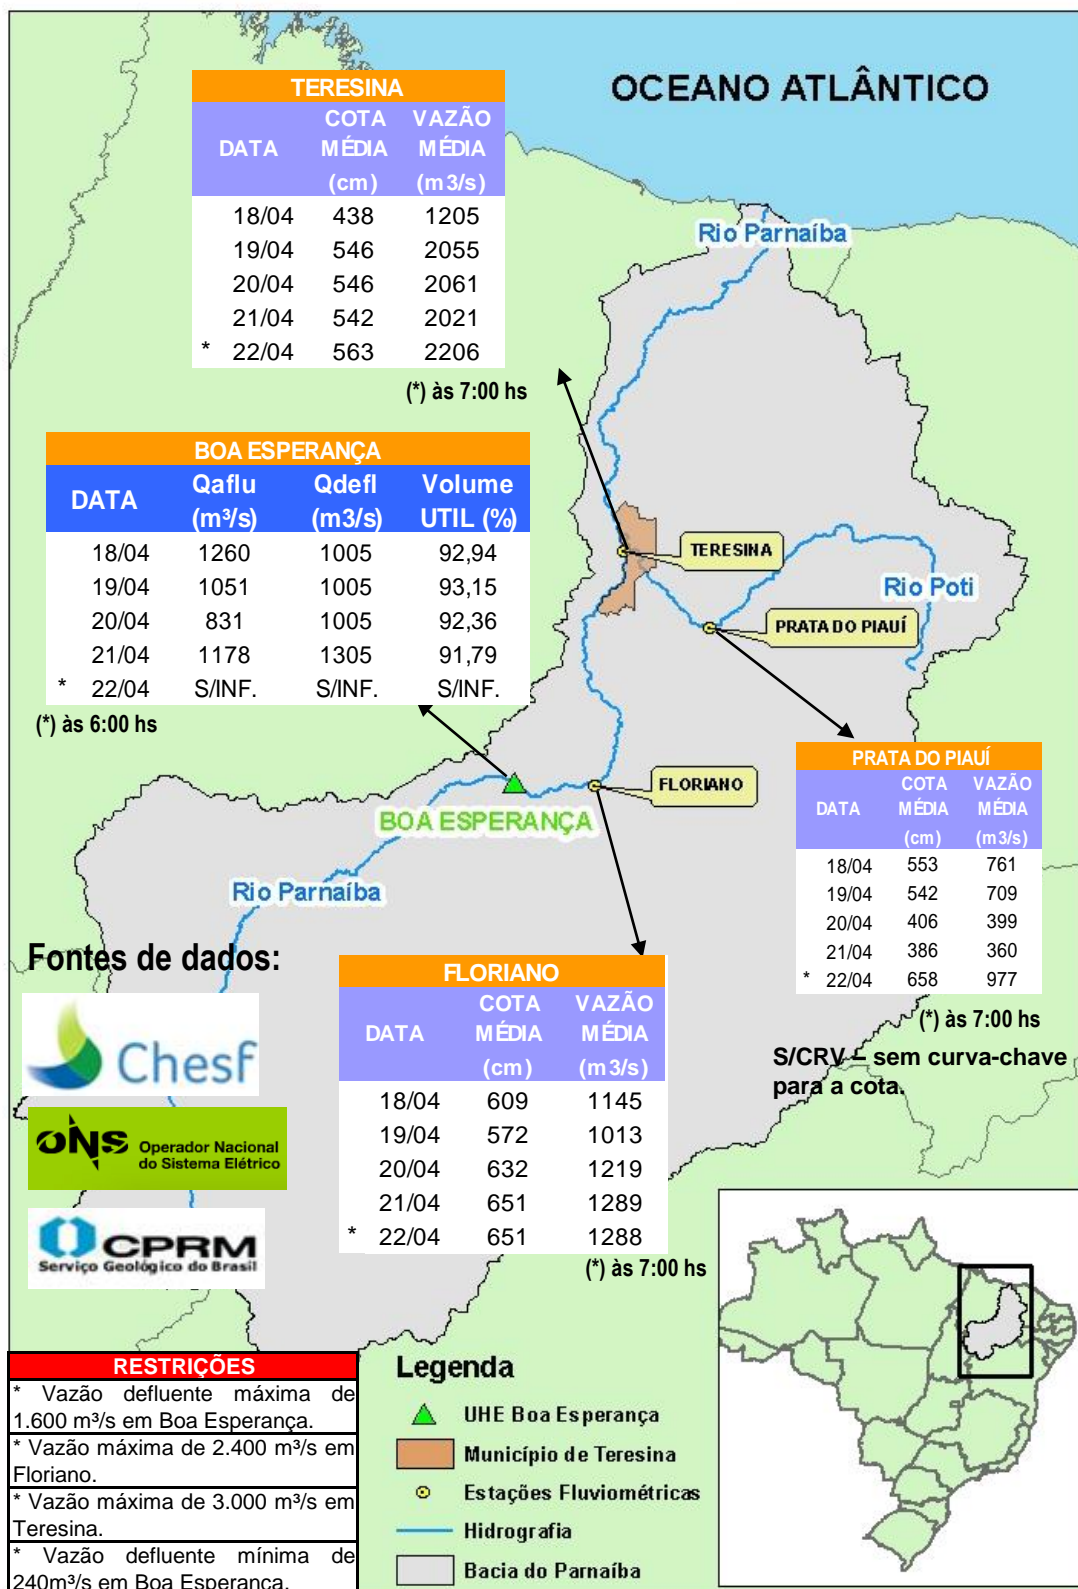 OCEANO ATLÂNTICO
TERESINA
DATA COTA MÉDIA (cm) VAZÃO MÉDIA (m3/s)
18/04 438 1205
19/04 546 2055
20/04 546 2061
21/04 542 2021
* 22/04 563 2206
(*) às 7:00 hs
Rio Parnaíba
BOA ESPERANÇA
DATA Qaflu (m³/s) Qdefl (m3/s) Volume UTIL (%)
18/04 1260 1005 92,94
19/04 1051 1005 93,15
20/04 831 1005 92,36
21/04 1178 1305 91,79
* 22/04 S/INF. S/INF. S/INF.
(*) às 6:00 hs
TERESINA
Rio Poti
PRATA DO PIAUÍ
FLORIANO
BOA ESPERANÇA
Rio Parnaíba
PRATA DO PIAUÍ
DATA COTA MÉDIA (cm) VAZÃO MÉDIA (m3/s)
18/04 553 761
19/04 542 709
20/04 406 399
21/04 386 360
* 22/04 658 977
(*) às 7:00 hs
S/CRV – sem curva-chave
para a cota.
Fontes de dados:
Chesf
ONS Operador Nacional
do Sistema Elétrico
CPRM
Serviço Geológico do Brasil
FLORIANO
DATA COTA MÉDIA (cm) VAZÃO MÉDIA (m3/s)
18/04 609 1145
19/04 572 1013
20/04 632 1219
21/04 651 1289
* 22/04 651 1288
(*) às 7:00 hs
RESTRIÇÕES
* Vazão defluente máxima de
1.600 m³/s em Boa Esperança.
* Vazão máxima de 2.400 m³/s em
Floriano.
* Vazão máxima de 3.000 m³/s em
Teresina.
* Vazão defluente mínima de
240m³/s em Boa Esperança.
Legenda
UHE Boa Esperança
Município de Teresina
Estações Fluviométricas
Hidrografia
Bacia do Parnaíba